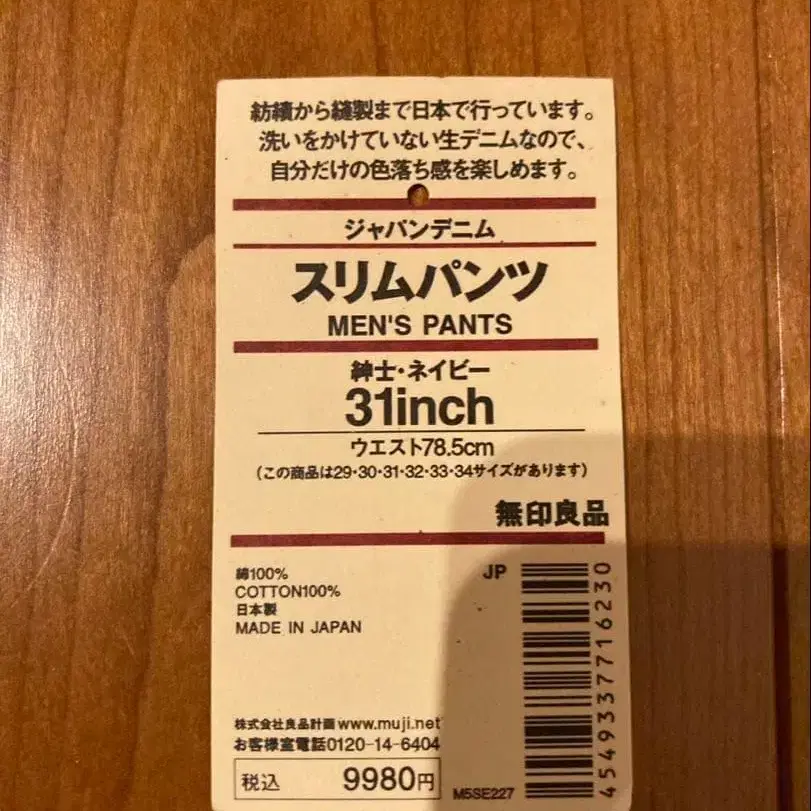 紡績から縫製まで日本で行っています。
洗いをかけていない生デニムなので、
自分だけの色落ち感を楽しめます。
ジャパンデニム
スリムパンツ
MEN'S PANTS
紳士・ネイビー
31inch
ウエスト78.5cm
(この商品は29・30・31・32・33・34サイズがあります)
無印良品
綿100%
COTTON100%
日本製
MADE IN JAPAN
JP
4549337716230
株式会社良品計画 www.muji.net
お客様室電話0120-14-6404
税込 9980円
M5SE227